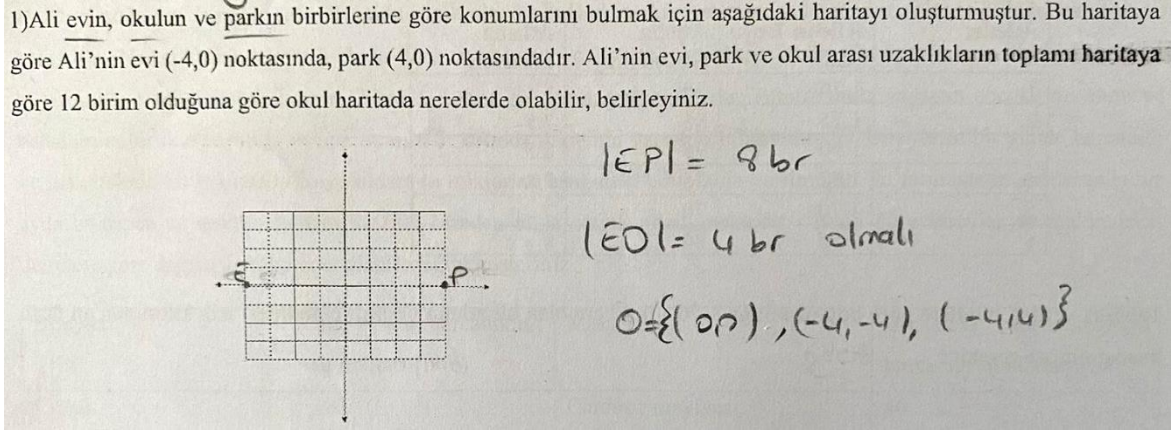 1)Ali evin, okulun ve parkın birbirlerine göre konumlarını bulmak için aşağıdaki haritayı oluşturmuştur. Bu haritaya
göre Ali'nin evi (-4,0) noktasında, park (4,0) noktasındadır. Ali'nin evi, park ve okul arası uzaklıkların toplamı haritaya
göre 12 birim olduğuna göre okul haritada nerelerde olabilir, belirleyiniz.
|EP| = 8 br
|EO| = 4 br olmalı
E
P
O={(0,0), (-4,-4), (-4,4)}